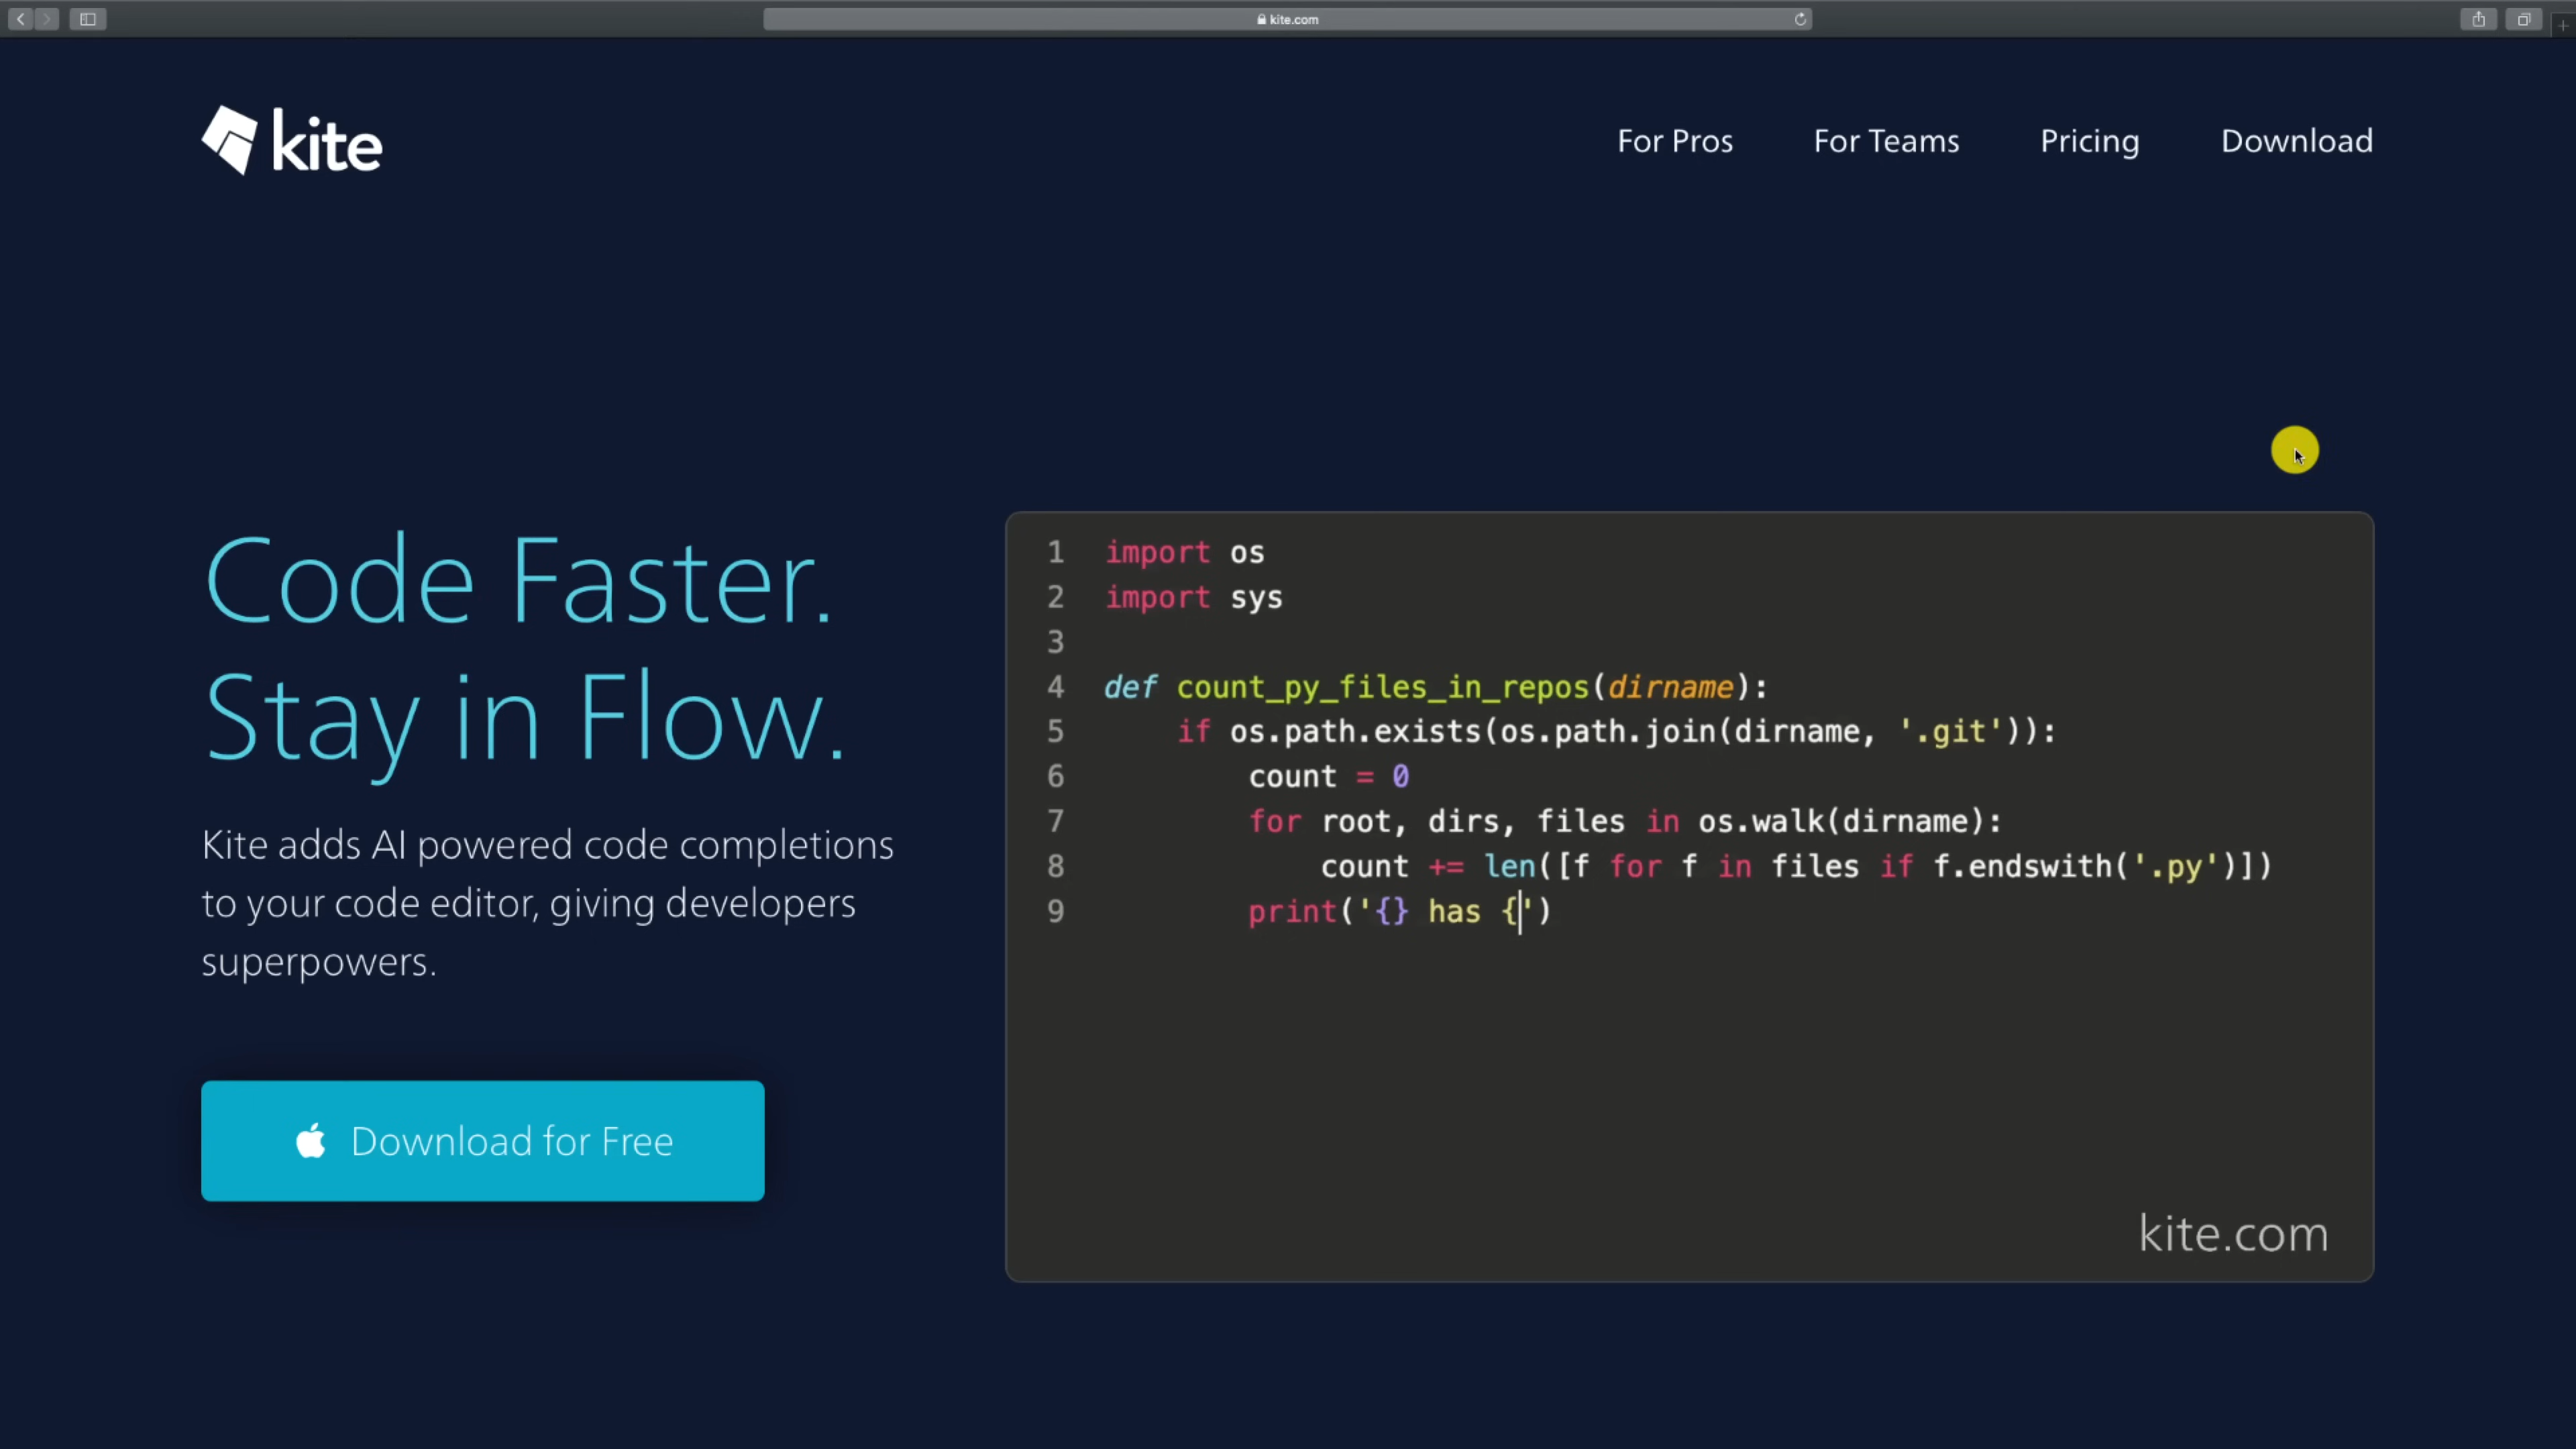 kite.com
kite
For Pros
For Teams
Pricing
Download
Code Faster.
Stay in Flow.
Kite adds AI powered code completions
to your code editor, giving developers
superpowers.
Download for Free
1 import os
2 import sys
3
4 def count_py_files_in_repos(dirname):
5     if os.path.exists(os.path.join(dirname, '.git')):
6         count = 0
7         for root, dirs, files in os.walk(dirname):
8             count += len([f for f in files if f.endswith('.py')])
9         print('{} has {')
kite.com